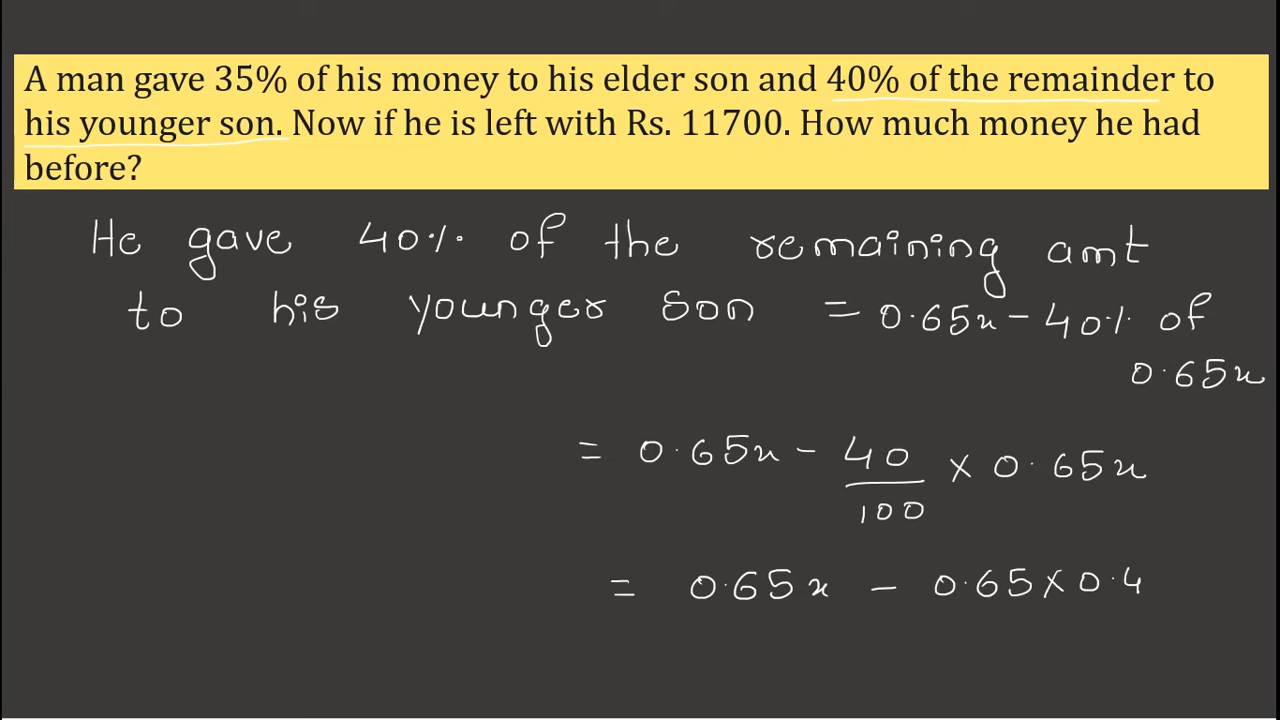 A man gave 35% of his money to his elder son and 40% of the remainder to
his younger son. Now if he is left with Rs. 11700. How much money he had
before?
He gave 40% of the remaining amt
to his younger son = 0.65x - 40% of
0.65x
= 0.65x - 40/100 × 0.65x
= 0.65x - 0.65 × 0.4